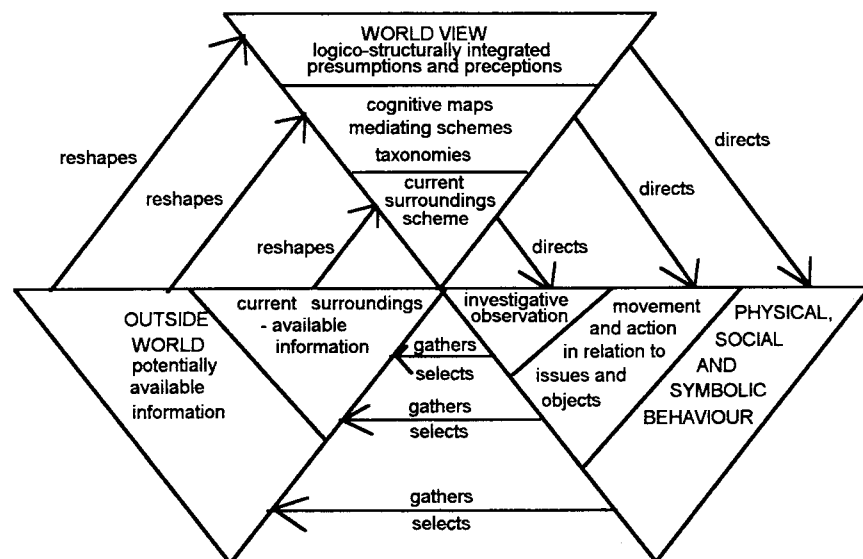 WORLD VIEW
logico-structurally integrated
presumptions and preceptions
cognitive maps
mediating schemes
taxonomies
current
surroundings
scheme
reshapes
reshapes
reshapes
directs
directs
directs
OUTSIDE
WORLD
potentially
available
information
current surroundings
- available
information
investigative
observation
movement
and action
in relation to
issues and
objects
PHYSICAL,
SOCIAL
AND
SYMBOLIC
BEHAVIOUR
gathers
selects
gathers
selects
gathers
selects